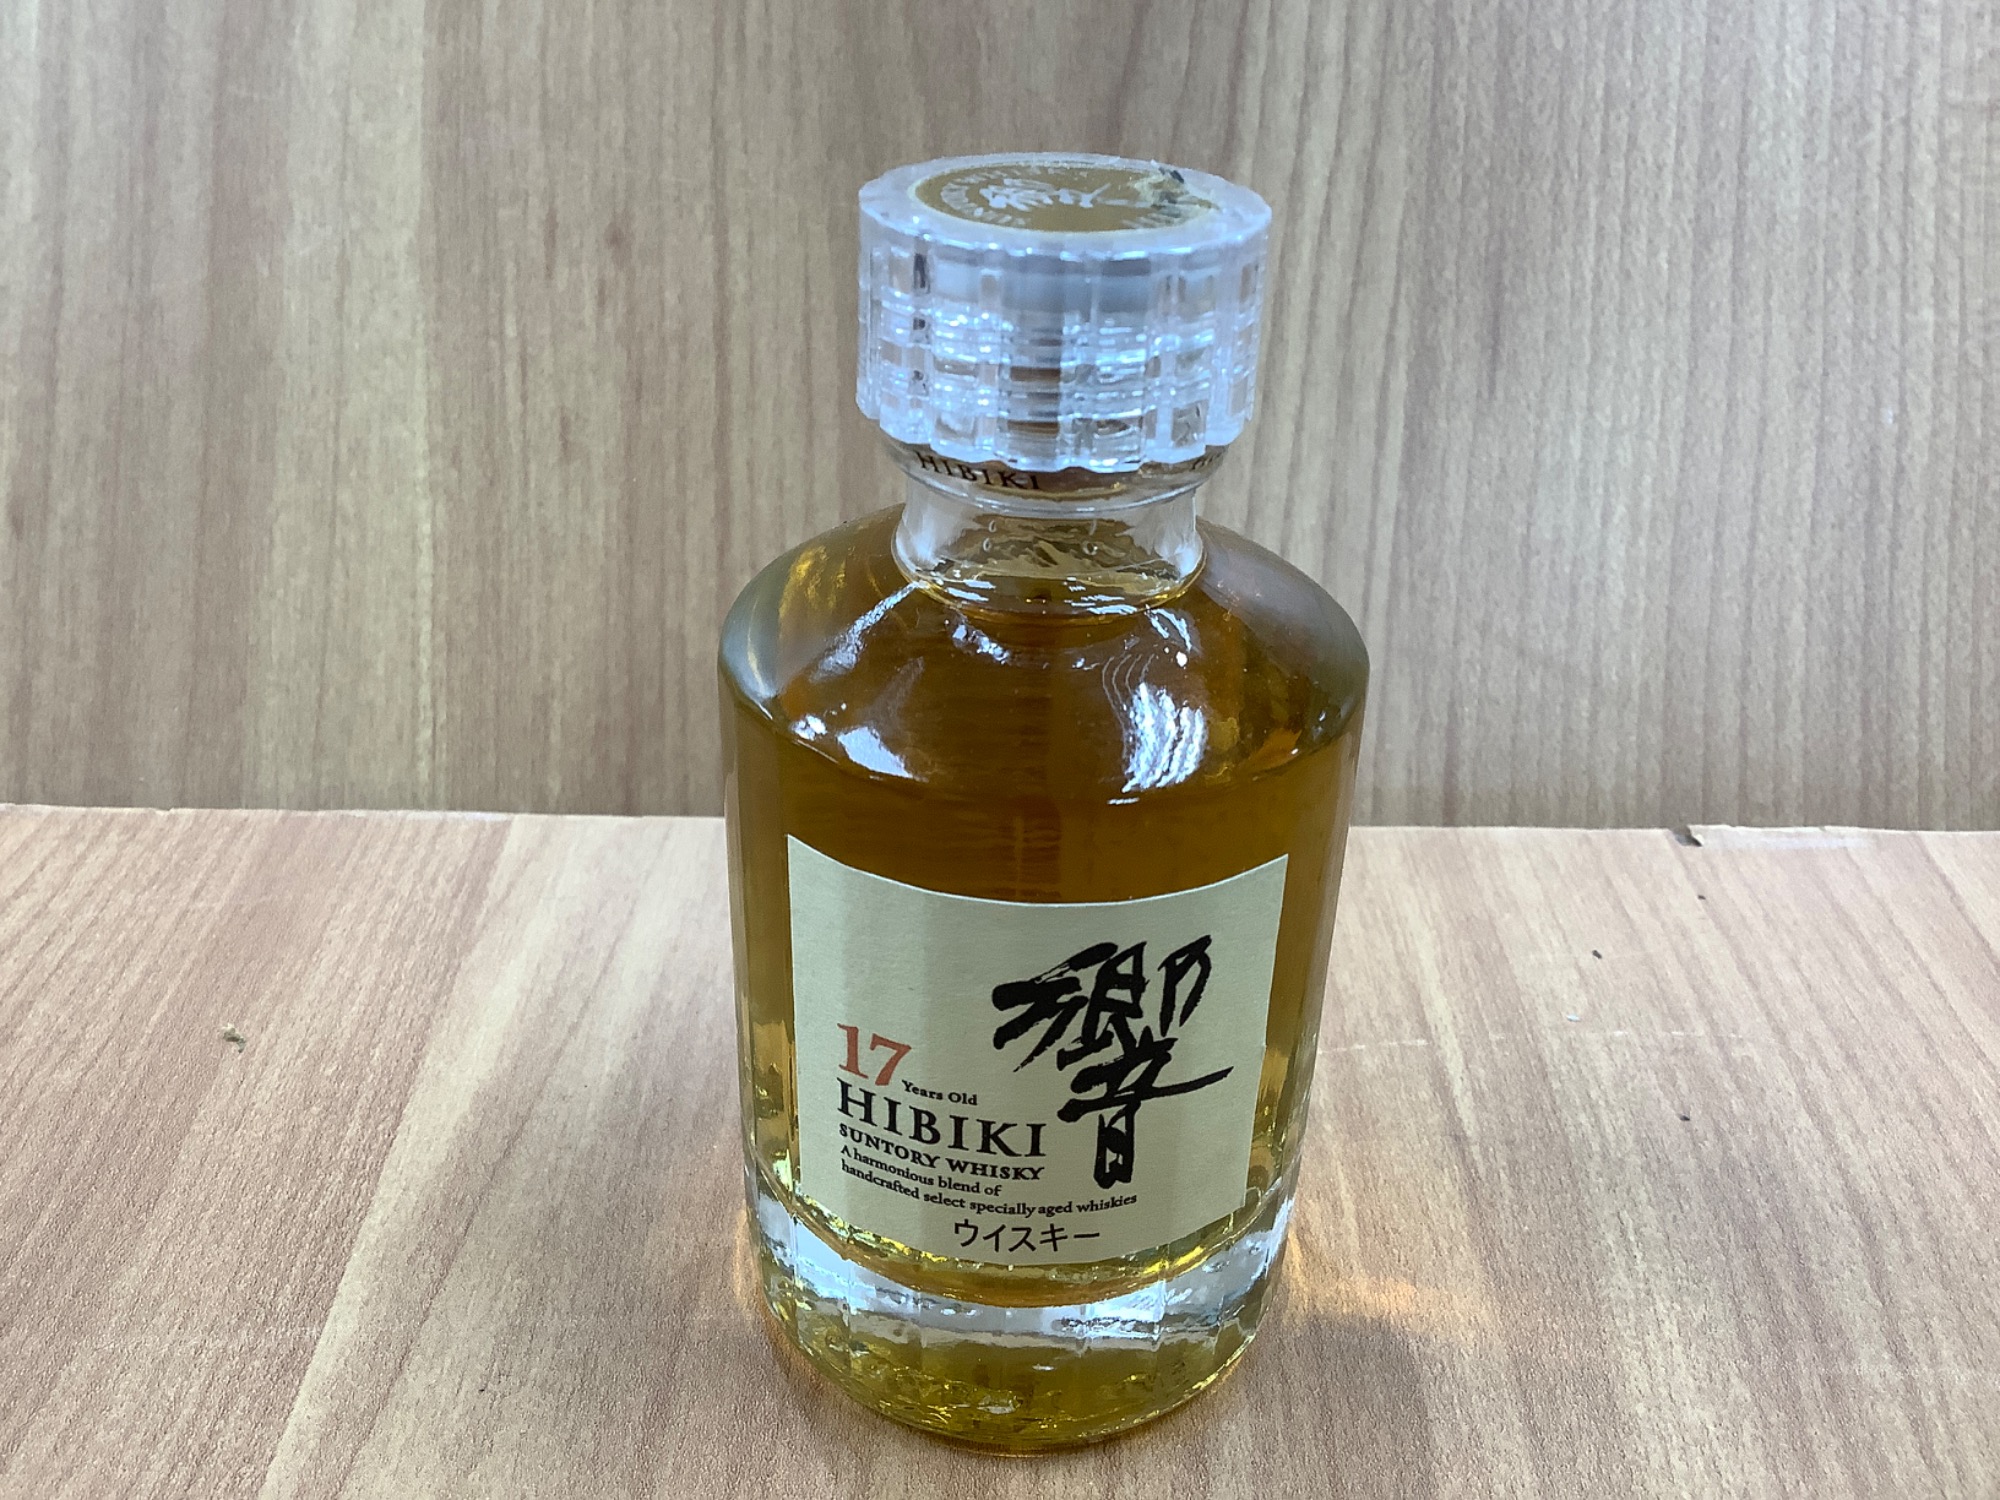 HIBIKI
響
17
Years Old
HIBIKI
SUNTORY WHISKY
A harmonious blend of
handcrafted select specially aged whiskies
ウイスキー